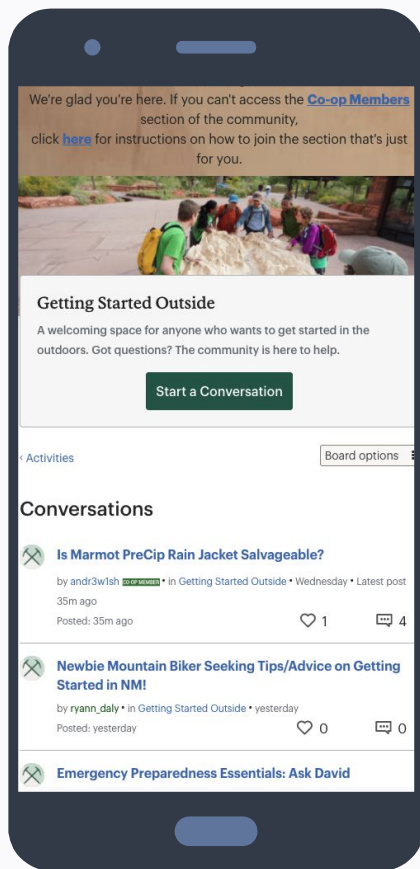 We're glad you're here. If you can't access the Co-op Members
section of the community,
click here for instructions on how to join the section that's just
for you.
Getting Started Outside
A welcoming space for anyone who wants to get started in the
outdoors. Got questions? The community is here to help.
Start a Conversation
‹ Activities
Board options
Conversations
Is Marmot PreCip Rain Jacket Salvageable?
by andr3w1sh CO-OP MEMBER • in Getting Started Outside • Wednesday • Latest post
35m ago
Posted: 35m ago
1
4
Newbie Mountain Biker Seeking Tips/Advice on Getting
Started in NM!
by ryann_daly • in Getting Started Outside • yesterday
Posted: yesterday
0
0
Emergency Preparedness Essentials: Ask David